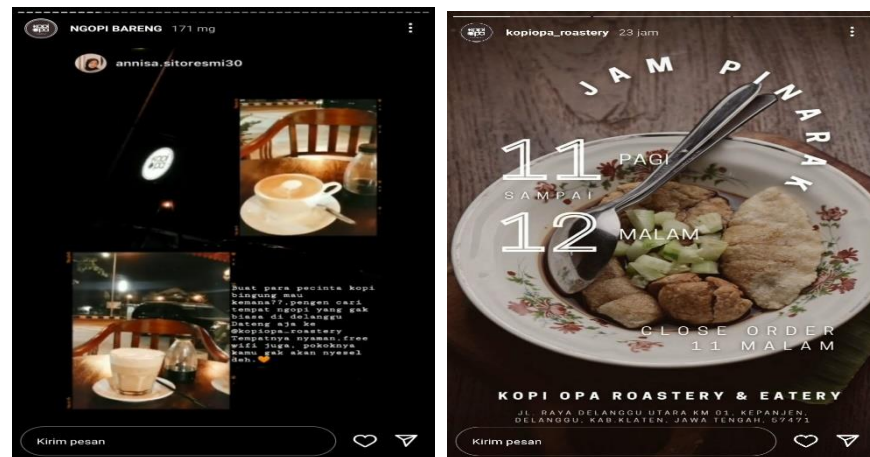 NGOPI BARENG 171 mg
annisa.sitoresmi30
Buat para pecinta kopi
bingung mau
kemana??,pengen cari
tempat ngopi yang gak
biasa di delanggu
Dateng aja ke
@kopiopa_roastery
Tempatnya nyaman,free
wifi juga, pokoknya
kamu gak akan nyesel
deh.🧡
Kirim pesan
kopiopa_roastery 23 jam
JAM PINARAK
11 PAGI
SAMPAI
12 MALAM
CLOSE ORDER
11 MALAM
KOPI OPA ROASTERY & EATERY
JL. RAYA DELANGGU UTARA KM 01, KEPANJEN,
DELANGGU, KAB.KLATEN, JAWA TENGAH, 57471
Kirim pesan